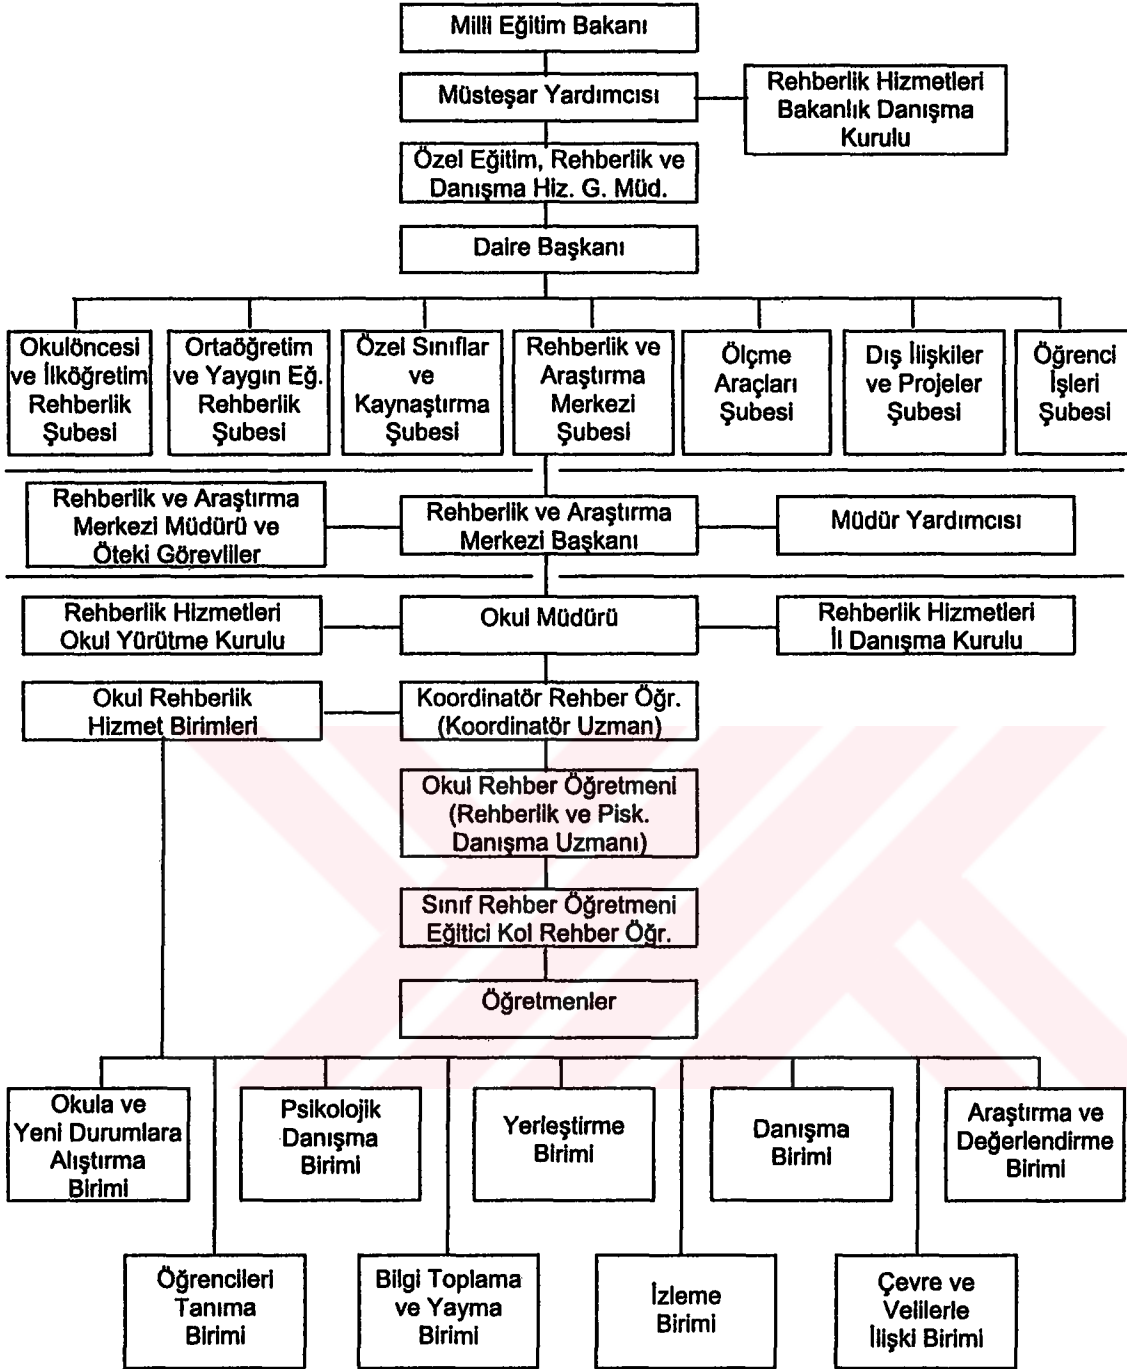 Milli Eğitim Bakanı
Müsteşar Yardımcısı
Rehberlik Hizmetleri
Bakanlık Danışma
Kurulu
Özel Eğitim, Rehberlik ve
Danışma Hiz. G. Müd.
Daire Başkanı
Okulöncesi
ve İlköğretim
Rehberlik
Şubesi
Ortaöğretim
ve Yaygın Eğ.
Rehberlik
Şubesi
Özel Sınıflar
ve
Kaynaştırma
Şubesi
Rehberlik ve
Araştırma
Merkezi
Şubesi
Ölçme
Araçları
Şubesi
Dış İlişkiler
ve Projeler
Şubesi
Öğrenci
İşleri
Şubesi
Rehberlik ve Araştırma
Merkezi Müdürü ve
Öteki Görevliler
Rehberlik ve Araştırma
Merkezi Başkanı
Müdür Yardımcısı
Rehberlik Hizmetleri
Okul Yürütme Kurulu
Okul Müdürü
Rehberlik Hizmetleri
İl Danışma Kurulu
Okul Rehberlik
Hizmet Birimleri
Koordinatör Rehber Öğr.
(Koordinatör Uzman)
Okul Rehber Öğretmeni
(Rehberlik ve Pisk.
Danışma Uzmanı)
Sınıf Rehber Öğretmeni
Eğitici Kol Rehber Öğr.
Öğretmenler
Okula ve
Yeni Durumlara
Alıştırma
Birimi
Psikolojik
Danışma
Birimi
Yerleştirme
Birimi
Danışma
Birimi
Araştırma ve
Değerlendirme
Birimi
Öğrencileri
Tanıma
Birimi
Bilgi Toplama
ve Yayma
Birimi
İzleme
Birimi
Çevre ve
Velilerle
İlişki Birimi